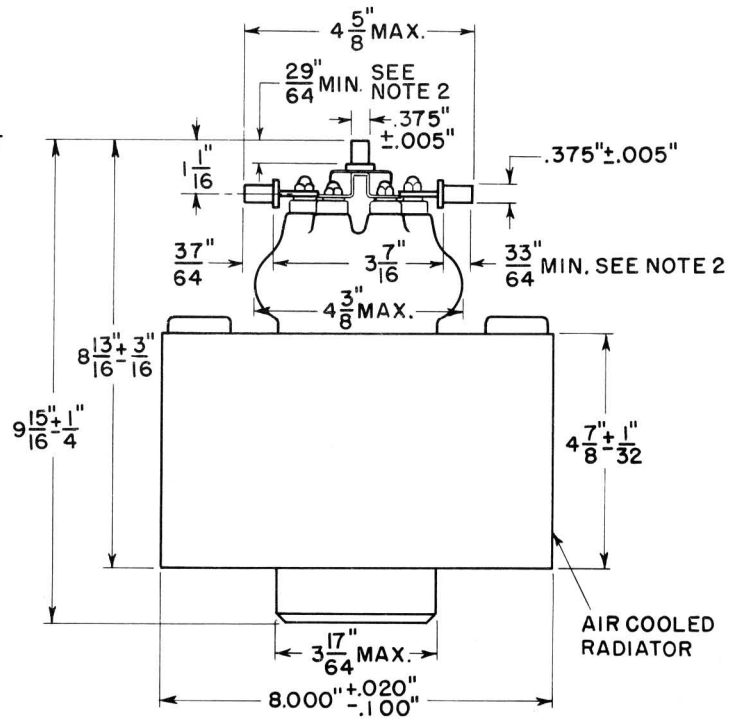 4 5/8" MAX.
29/64" MIN. SEE NOTE 2
.375" ±.005"
1 1/16"
.375"±.005"
37/64"
3 7/16"
33/64" MIN. SEE NOTE 2
4 3/8" MAX.
8 13/16" ± 3/16"
9 15/16" ± 1/4"
4 7/8" ± 1/32"
AIR COOLED
RADIATOR
3 17/64" MAX.
8.000" +.020" -.100"